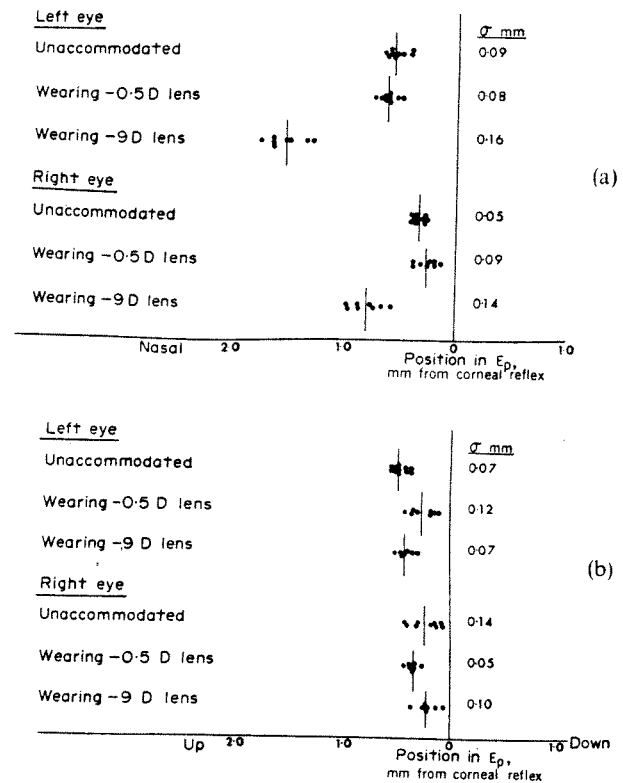 Left eye
σ mm
Unaccommodated 0·09
Wearing -0·5D lens 0·08
Wearing -9D lens 0·16
(a)
Right eye
Unaccommodated 0·05
Wearing -0·5D lens 0·09
Wearing -9D lens 0·14
Nasal 2·0 1·0 0 1·0
Position in Ep,
mm from corneal reflex
Left eye
σ mm
Unaccommodated 0·07
Wearing -0·5 D lens 0·12
Wearing -9 D lens 0·07
(b)
Right eye
Unaccommodated 0·14
Wearing -0·5 D lens 0·05
Wearing -9 D lens 0·10
Up 2·0 1·0 0 1·0 Down
Position in Ep,
mm from corneal reflex